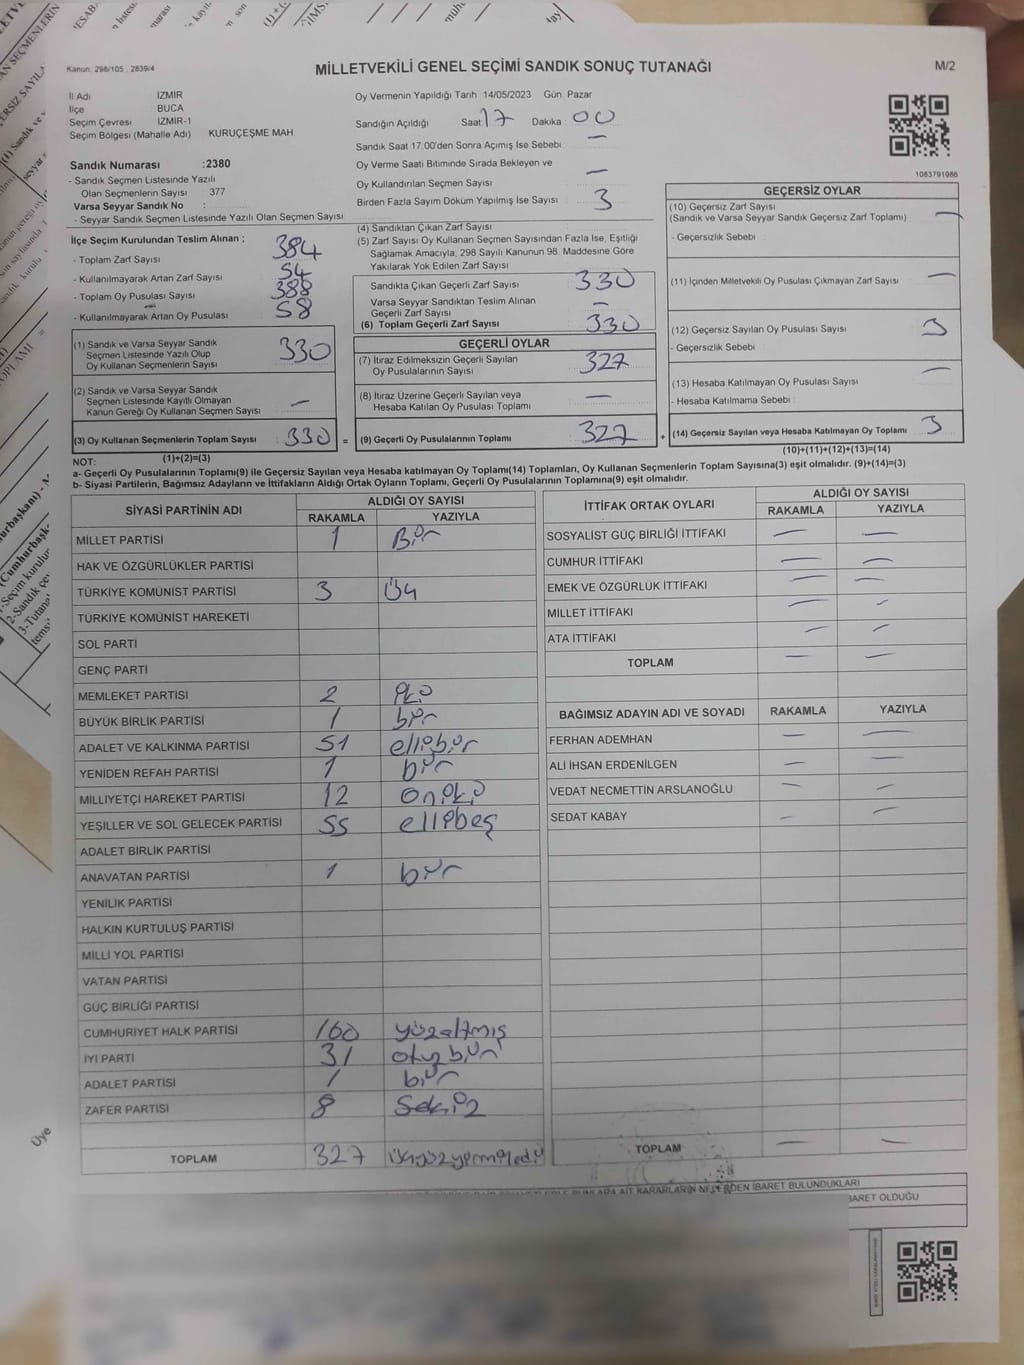 Kanun: 298/105, 2839/4
MİLLETVEKİLİ GENEL SEÇİMİ SANDIK SONUÇ TUTANAĞI
M/2
İl Adı İZMİR
İlçe BUCA
Seçim Çevresi İZMİR-1
Seçim Bölgesi (Mahalle Adı) KURUÇEŞME MAH
Sandık Numarası :2380
- Sandık Seçmen Listesinde Yazılı
Olan Seçmenlerin Sayısı 377
Varsa Seyyar Sandık No :
- Seyyar Sandık Seçmen Listesinde Yazılı Olan Seçmen Sayısı
Oy Vermenin Yapıldığı Tarih 14/05/2023 Gün: Pazar
Sandığın Açıldığı Saat 17 Dakika 00
Sandık Saat 17.00'den Sonra Açımış İse Sebebi: —
Oy Verme Saati Bitiminde Sırada Bekleyen ve
Oy Kullandırılan Seçmen Sayısı —
Birden Fazla Sayım Döküm Yapılmış İse Sayısı 3
1083791986
İlçe Seçim Kurulundan Teslim Alınan ;
- Toplam Zarf Sayısı 384
- Kullanılmayarak Artan Zarf Sayısı 54
- Toplam Oy Pusulası Sayısı 388
- Kullanılmayarak Artan Oy Pusulası 58
(1) Sandık ve Varsa Seyyar Sandık
Seçmen Listesinde Yazılı Olup
Oy Kullanan Seçmenlerin Sayısı 330
(2) Sandık ve Varsa Seyyar Sandık
Seçmen Listesinde Kayıtlı Olmayan
Kanun Gereği Oy Kullanan Seçmen Sayısı —
(3) Oy Kullanan Seçmenlerin Toplam Sayısı 330 =
(1)+(2)=(3)
(4) Sandıktan Çıkan Zarf Sayısı
(5) Zarf Sayısı Oy Kullanan Seçmen Sayısından Fazla İse, Eşitliği
Sağlamak Amacıyla, 298 Sayılı Kanunun 98. Maddesine Göre
Yakılarak Yok Edilen Zarf Sayısı
Sandıkta Çıkan Geçerli Zarf Sayısı 330
Varsa Seyyar Sandıktan Teslim Alınan
Geçerli Zarf Sayısı —
(6) Toplam Geçerli Zarf Sayısı 330
GEÇERLİ OYLAR
(7) İtiraz Edilmeksizin Geçerli Sayılan
Oy Pusulalarının Sayısı 327
(8) İtiraz Üzerine Geçerli Sayılan veya
Hesaba Katılan Oy Pusulası Toplamı —
(9) Geçerli Oy Pusulalarının Toplamı 327 +
GEÇERSİZ OYLAR
(10) Geçersiz Zarf Sayısı
(Sandık ve Varsa Seyyar Sandık Geçersiz Zarf Toplamı) —
- Geçersizlik Sebebi :
(11) İçinden Milletvekili Oy Pusulası Çıkmayan Zarf Sayısı —
(12) Geçersiz Sayılan Oy Pusulası Sayısı 3
- Geçersizlik Sebebi :
(13) Hesaba Katılmayan Oy Pusulası Sayısı —
- Hesaba Katılmama Sebebi :
(14) Geçersiz Sayılan veya Hesaba Katılmayan Oy Toplamı 3
(10)+(11)+(12)+(13)=(14)
NOT:
a- Geçerli Oy Pusulalarının Toplamı(9) ile Geçersiz Sayılan veya Hesaba katılmayan Oy Toplamı(14) Toplamları, Oy Kullanan Seçmenlerin Toplam Sayısına(3) eşit olmalıdır. (9)+(14)=(3)
b- Siyasi Partilerin, Bağımsız Adayların ve İttifakların Aldığı Oyların Toplamı, Geçerli Oy Pusulalarının Toplamına(9) eşit olmalıdır.
SİYASİ PARTİNİN ADI ALDIĞI OY SAYISI
RAKAMLA YAZIYLA
MİLLET PARTİSİ 1 Bir
HAK VE ÖZGÜRLÜKLER PARTİSİ
TÜRKİYE KOMÜNİST PARTİSİ 3 Üç
TÜRKİYE KOMÜNİST HAREKETİ
SOL PARTİ
GENÇ PARTİ
MEMLEKET PARTİSİ 2 iki
BÜYÜK BİRLİK PARTİSİ 1 bir
ADALET VE KALKINMA PARTİSİ 51 ellibir
YENİDEN REFAH PARTİSİ 1 bir
MİLLİYETÇİ HAREKET PARTİSİ 12 oniki
YEŞİLLER VE SOL GELECEK PARTİSİ 55 ellibeş
ADALET BİRLİK PARTİSİ
ANAVATAN PARTİSİ 1 bir
YENİLİK PARTİSİ
HALKIN KURTULUŞ PARTİSİ
MİLLİ YOL PARTİSİ
VATAN PARTİSİ
GÜÇ BİRLİĞİ PARTİSİ
CUMHURİYET HALK PARTİSİ 160 yüzaltmış
İYİ PARTİ 31 otuzbir
ADALET PARTİSİ 1 bir
ZAFER PARTİSİ 8 Sekiz
TOPLAM 327 üçyüzyirmiyedi
İTTİFAK ORTAK OYLARI ALDIĞI OY SAYISI
RAKAMLA YAZIYLA
SOSYALİST GÜÇ BİRLİĞİ İTTİFAKI — —
CUMHUR İTTİFAKI — —
EMEK VE ÖZGÜRLÜK İTTİFAKI — —
MİLLET İTTİFAKI — —
ATA İTTİFAKI — —
TOPLAM — —
BAĞIMSIZ ADAYIN ADI VE SOYADI RAKAMLA YAZIYLA
FERHAN ADEMHAN — —
ALİ İHSAN ERDENİLGEN — —
VEDAT NECMETTİN ARSLANOĞLU — —
SEDAT KABAY — —
TOPLAM — —
KARARLARIN NELERDEN İBARET BULUNDUKLARI
İBARET OLDUĞU
Üye